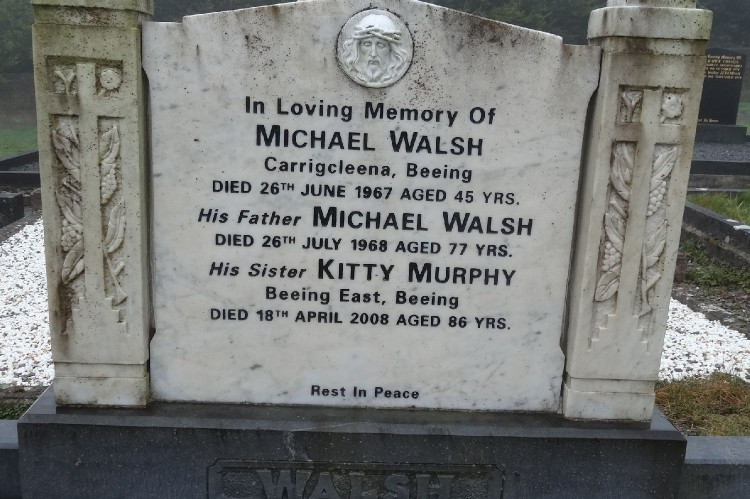 In Loving Memory Of
MICHAEL WALSH
Carrigcleena, Beeing
DIED 26TH JUNE 1967 AGED 45 YRS.
His Father MICHAEL WALSH
DIED 26TH JULY 1968 AGED 77 YRS.
His Sister KITTY MURPHY
Beeing East, Beeing
DIED 18TH APRIL 2008 AGED 86 YRS.
Rest In Peace
WALSH